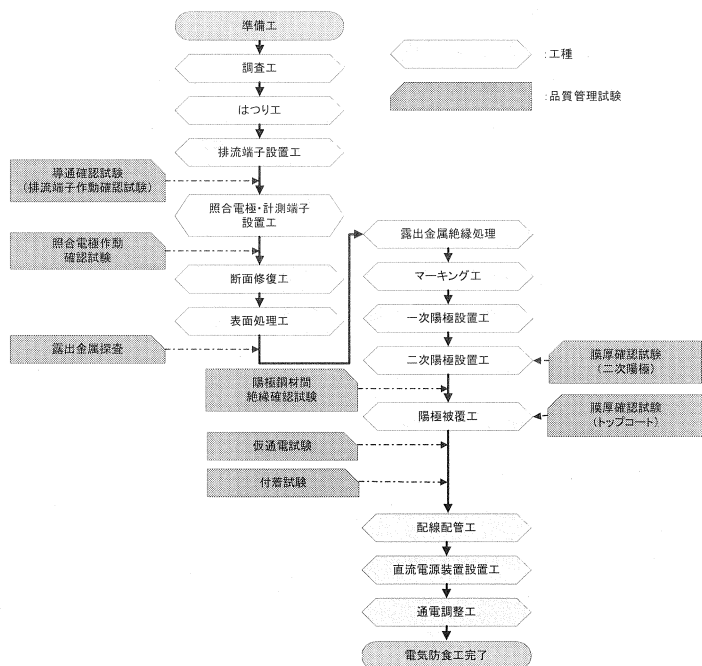 準備工
調査工
はつり工
排流端子設置工
導通確認試験
(排流端子作動確認試験)
照合電極・計測端子
設置工
照合電極作動
確認試験
断面修復工
表面処理工
露出金属探査
:工種
:品質管理試験
露出金属絶縁処理
マーキング工
一次陽極設置工
二次陽極設置工
膜厚確認試験
(二次陽極)
陽極鋼材間
絶縁確認試験
陽極被覆工
膜厚確認試験
(トップコート)
仮通電試験
付着試験
配線配管工
直流電源装置設置工
通電調整工
電気防食工完了